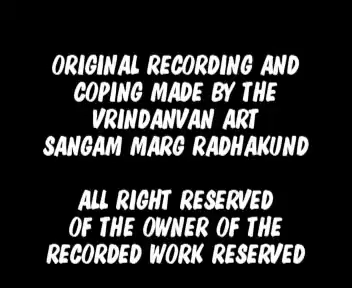 ORIGINAL RECORDING AND
COPING MADE BY THE
VRINDANVAN ART
SANGAM MARG RADHAKUND
ALL RIGHT RESERVED
OF THE OWNER OF THE
RECORDED WORK RESERVED